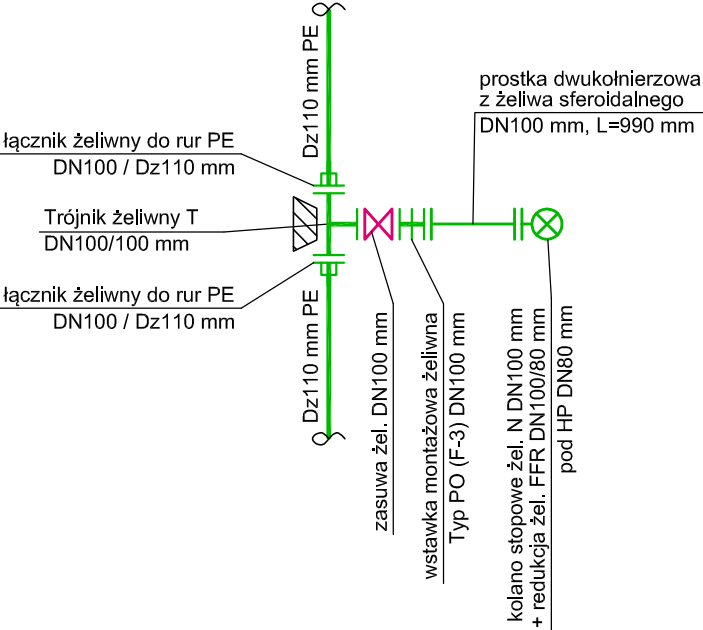 Dz110 mm PE
prostka dwukołnierzowa
z żeliwa sferoidalnego
DN100 mm, L=990 mm
łącznik żeliwny do rur PE
DN100 / Dz110 mm
Trójnik żeliwny T
DN100/100 mm
łącznik żeliwny do rur PE
DN100 / Dz110 mm
Dz110 mm PE
zasuwa żel. DN100 mm
wstawka montażowa żeliwna
Typ PO (F-3) DN100 mm
kolano stopowe żel. N DN100 mm
+ redukcja żel. FFR DN100/80 mm
pod HP DN80 mm